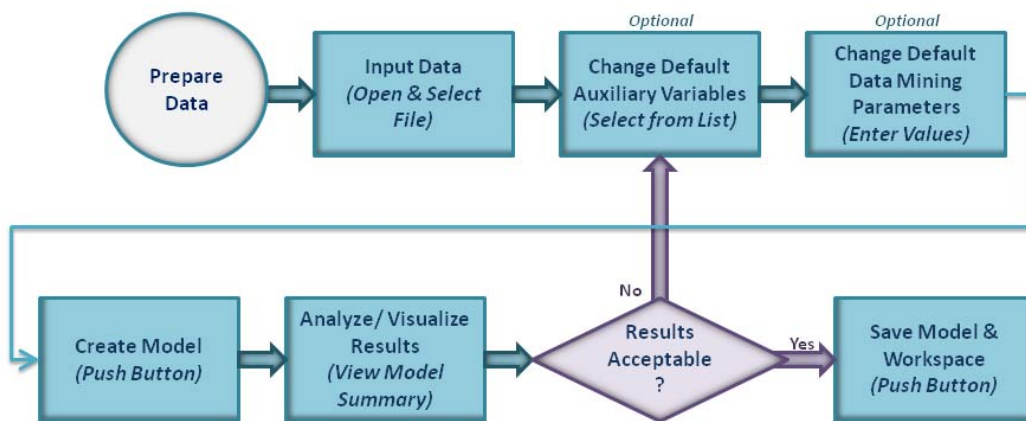 Optional
Optional
Prepare
Data
Input Data
(Open & Select
File)
Change Default
Auxiliary Variables
(Select from List)
Change Default
Data Mining
Parameters
(Enter Values)
No
Create Model
(Push Button)
Analyze/ Visualize
Results
(View Model
Summary)
Results
Acceptable
?
Yes
Save Model &
Workspace
(Push Button)